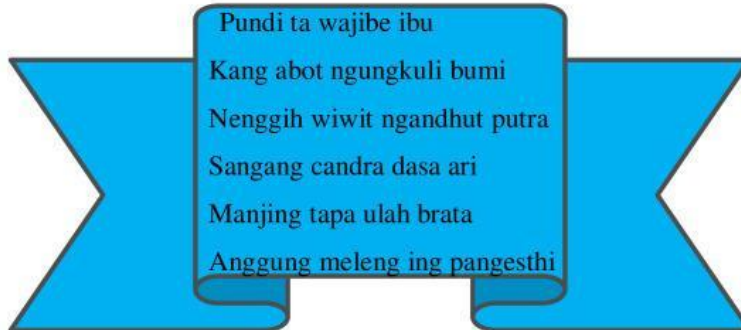 Pundi ta wajibe ibu
Kang abot ngungkuli bumi
Nenggih wiwit ngandhut putra
Sangang candra dasa ari
Manjing tapa ulah brata
Anggung meleng ing pangesthi